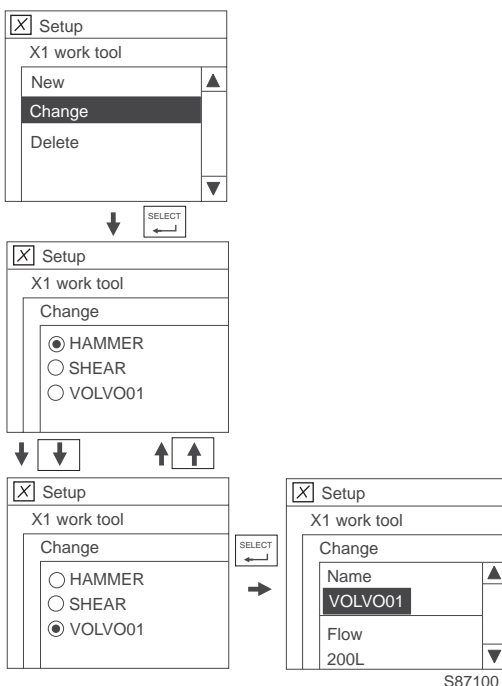 X Setup
X1 work tool
New
Change
Delete
SELECT
X Setup
X1 work tool
Change
HAMMER
SHEAR
VOLVO01
X Setup
X1 work tool
Change
HAMMER
SHEAR
VOLVO01
SELECT
X Setup
X1 work tool
Change
Name
VOLVO01
Flow
200L
S87100